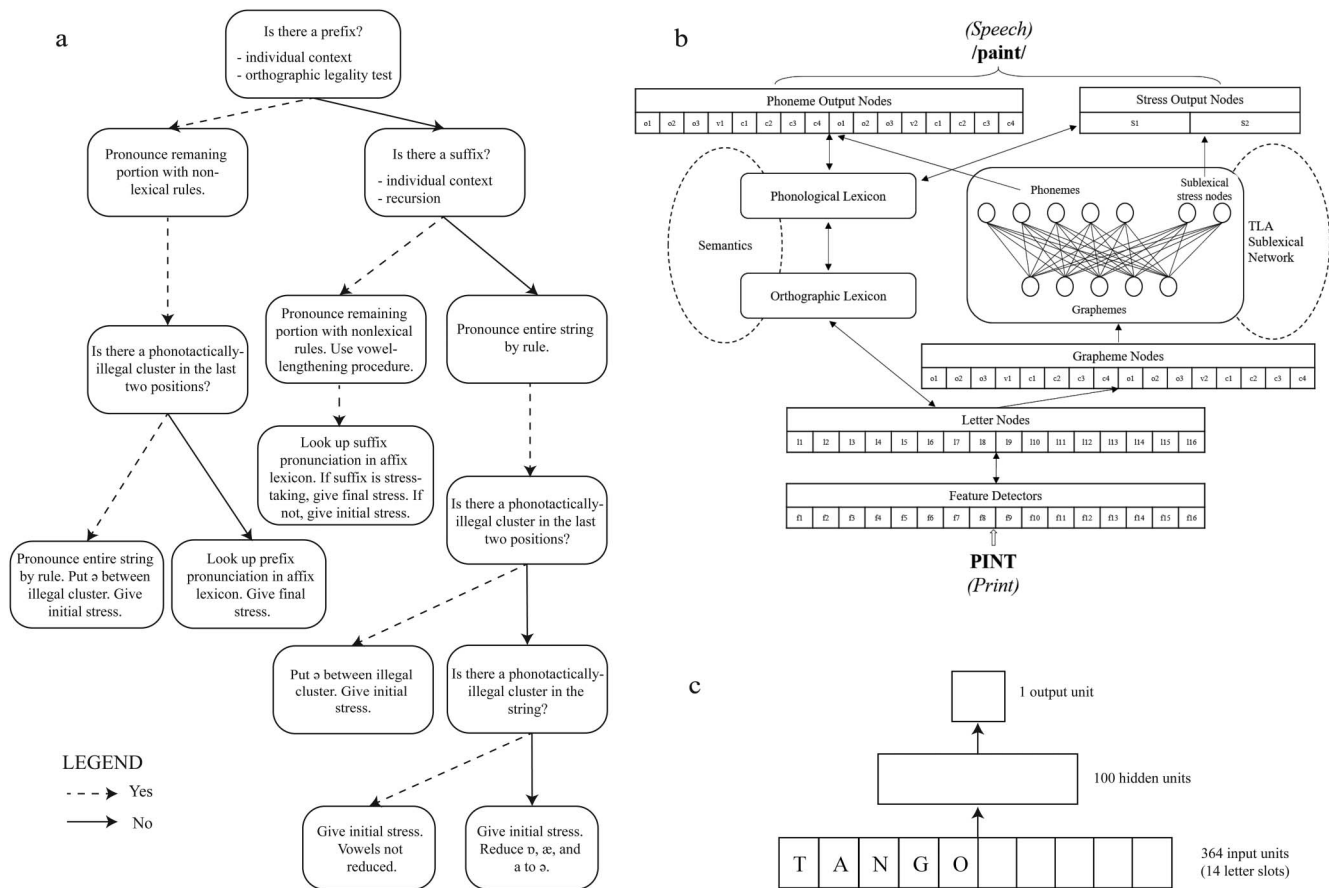 a
Is there a prefix?
- individual context
- orthographic legality test
Pronounce remaning
portion with non-
lexical rules.
Is there a suffix?
- individual context
- recursion
Is there a phonotactically-
illegal cluster in the last
two positions?
Pronounce remaining
portion with nonlexical
rules. Use vowel-
lengthening procedure.
Pronounce entire
string by rule.
Look up suffix
pronunciation in affix
lexicon. If suffix is stress-
taking, give final stress. If
not, give initial stress.
Is there a phonotactically-
illegal cluster in the last
two positions?
Pronounce entire string
by rule. Put ə between
illegal cluster. Give
initial stress.
Look up prefix
pronunciation in affix
lexicon. Give final
stress.
Put ə between illegal
cluster. Give initial
stress.
Is there a phonotactically-
illegal cluster in the
string?
Give initial stress.
Vowels not
reduced.
Give initial stress.
Reduce ɒ, æ, and
a to ə.
LEGEND
Yes
No
b
(Speech)
/paint/
Phoneme Output Nodes
o1 o2 o3 v1 c1 c2 c3 c4 o1 o2 o3 v2 c1 c2 c3 c4
Stress Output Nodes
S1 S2
Semantics
Phonological Lexicon
Orthographic Lexicon
Phonemes
Sublexical
stress nodes
Graphemes
TLA
Sublexical
Network
Grapheme Nodes
o1 o2 o3 v1 c1 c2 c3 c4 o1 o2 o3 v2 c1 c2 c3 c4
Letter Nodes
l1 l2 l3 l4 l5 l6 l7 l8 l9 l10 l11 l12 l13 l14 l15 l16
Feature Detectors
f1 f2 f3 f4 f5 f6 f7 f8 f9 f10 f11 f12 f13 f14 f15 f16
PINT
(Print)
c
1 output unit
100 hidden units
T A N G O
364 input units
(14 letter slots)